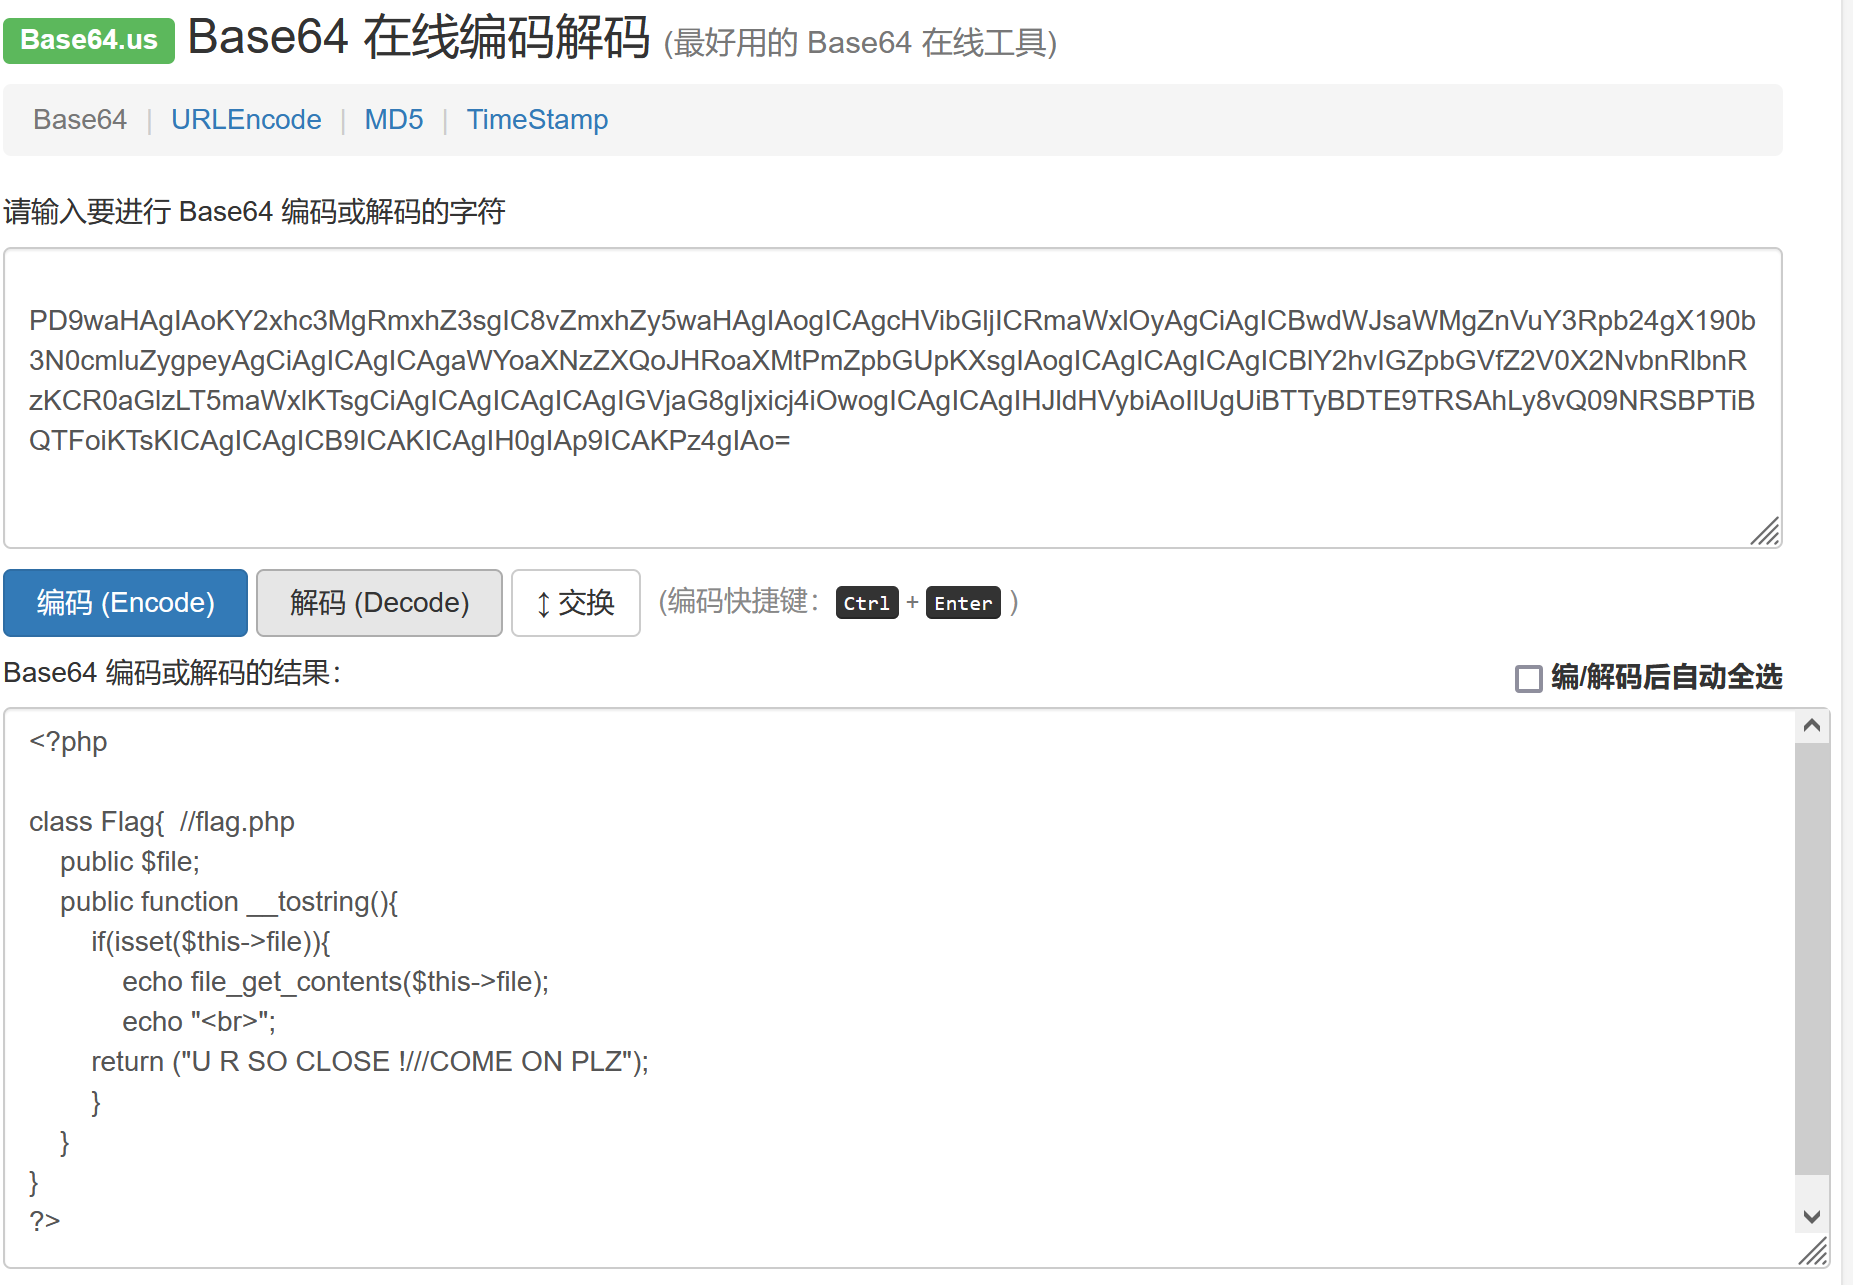 Base64.us Base64 在线编码解码 (最好用的 Base64 在线工具)
Base64 | URLEncode | MD5 | TimeStamp
请输入要进行 Base64 编码或解码的字符
PD9waHAgIAoKY2xhc3MgRmxhZ3sgIC8vZmxhZy5waHAgIAogICAgcHVibGljICRmaWxlOyAgCiAgICBwdWJsaWMgZnVuY3Rpb24gX190b
3N0cmluZygpeyAgCiAgICAgICAgaWYoaXNzZXQoJHRoaXMtPmZpbGUpKXsgIAogICAgICAgICAgICBlY2hvIGZpbGVfZ2V0X2NvbnRlbnR
zKCR0aGlzLT5maWxlKTsgCiAgICAgICAgICAgIGVjaG8gIjxicj4iOwogICAgICAgIHJldHVybiAoIlUgUiBTTyBDTE9TRSAhLy8vQ09NRSBPTiB
QTFoiKTsKICAgICAgICB9ICAKICAgIH0gIAp9ICAKPz4gIAo=
编码 (Encode) 解码 (Decode) ↕ 交换 (编码快捷键： Ctrl + Enter )
Base64 编码或解码的结果： 编/解码后自动全选
<?php
class Flag{  //flag.php
    public $file;
    public function __tostring(){
        if(isset($this->file)){
            echo file_get_contents($this->file);
            echo "<br>";
        return ("U R SO CLOSE !///COME ON PLZ");
        }
    }
}
?>